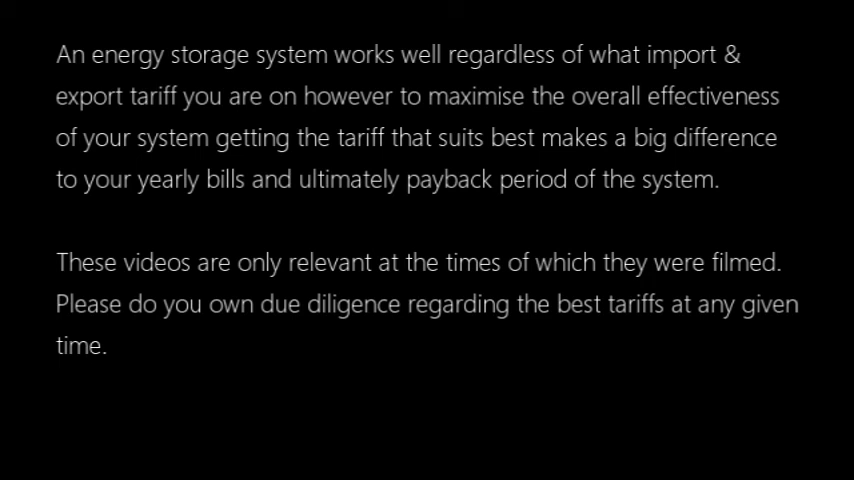 An energy storage system works well regardless of what import &
export tariff you are on however to maximise the overall effectiveness
of your system getting the tariff that suits best makes a big difference
to your yearly bills and ultimately payback period of the system.
These videos are only relevant at the times of which they were filmed.
Please do you own due diligence regarding the best tariffs at any given
time.